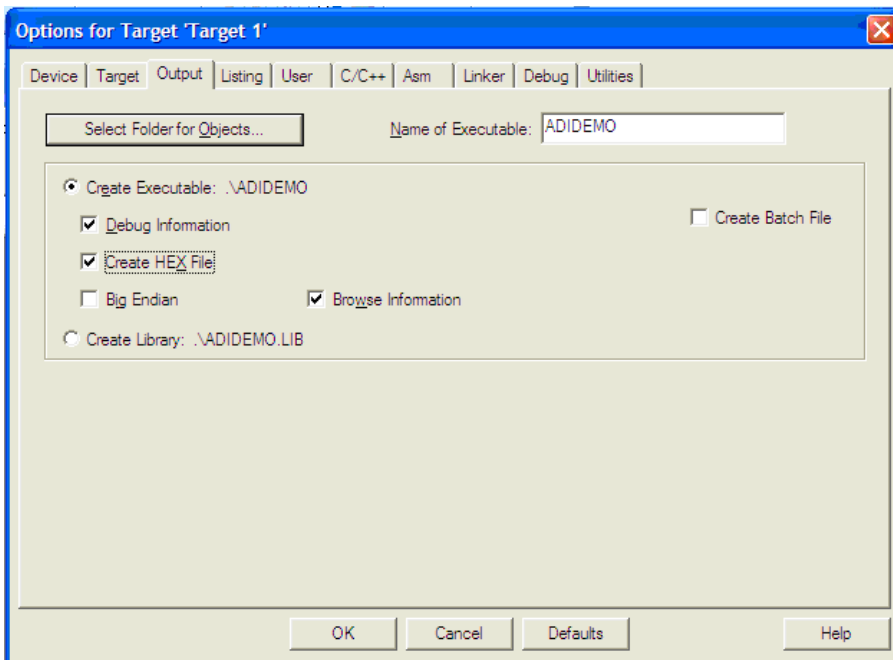 Options for Target 'Target 1'
Device Target Output Listing User C/C++ Asm Linker Debug Utilities
Select Folder for Objects... Name of Executable: ADIDEMO
Create Executable: .\ADIDEMO
Debug Information Create Batch File
Create HEX File
Big Endian Browse Information
Create Library: .\ADIDEMO.LIB
OK Cancel Defaults Help